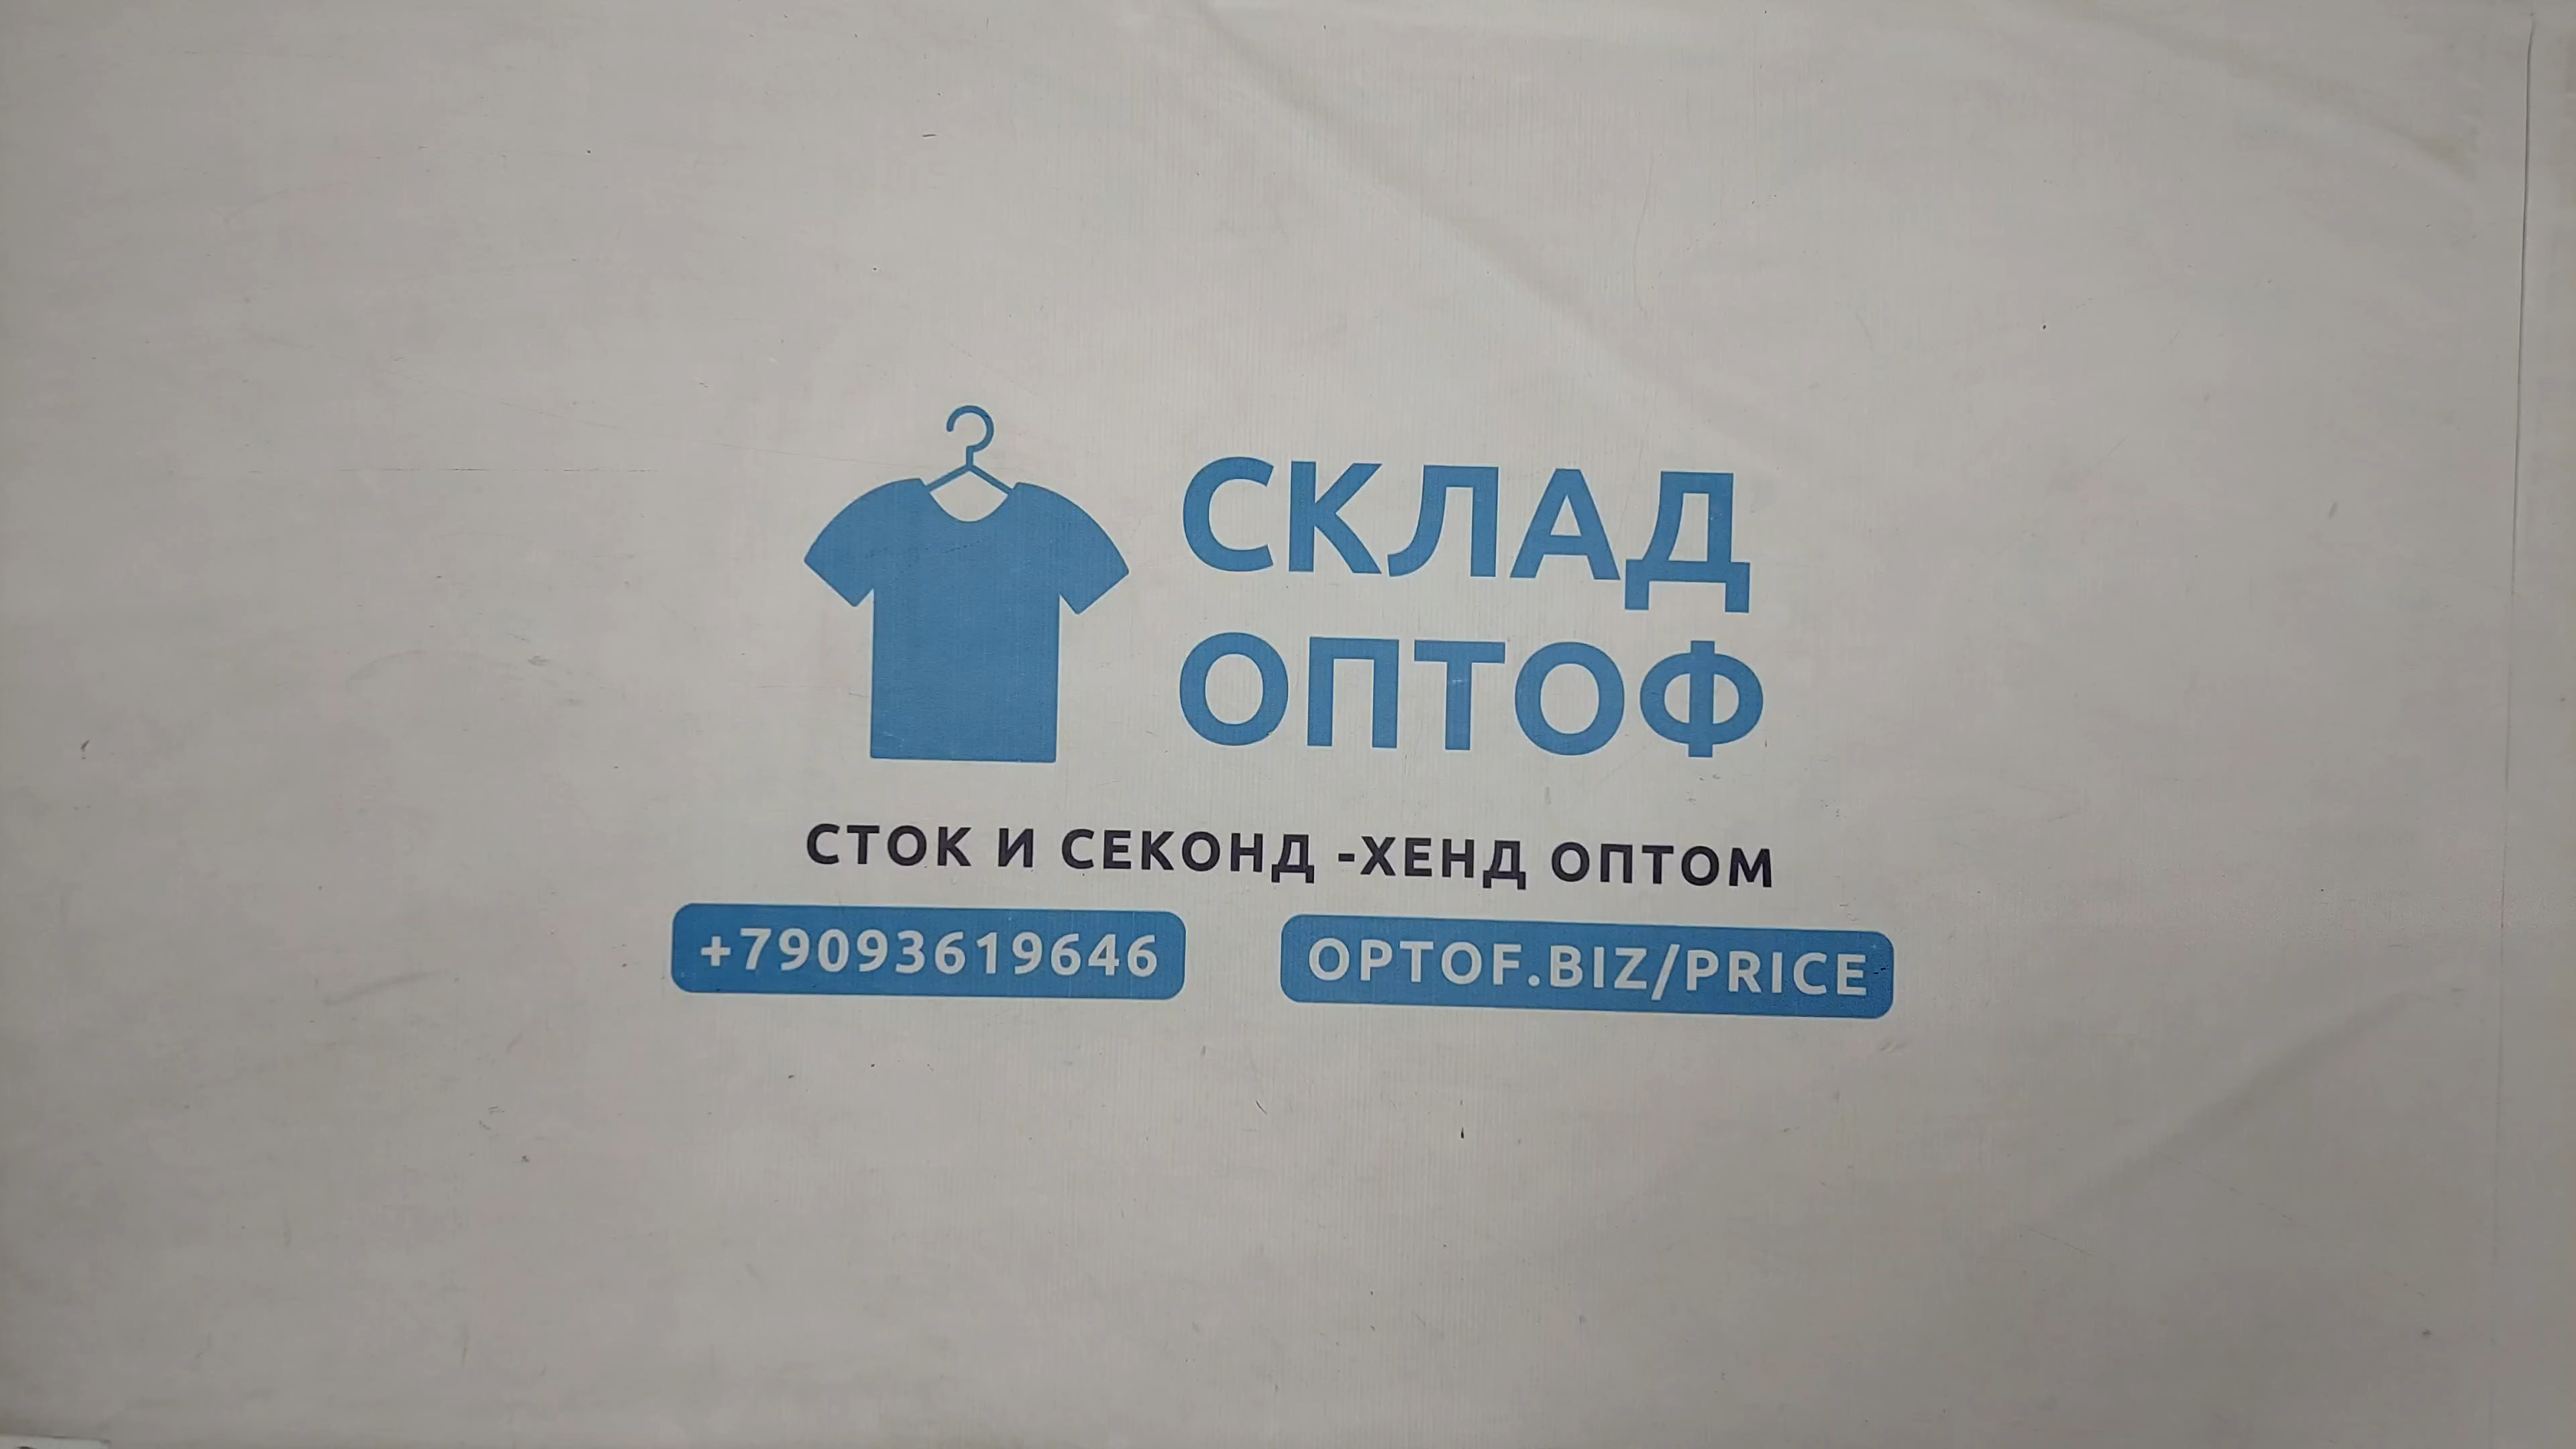 СКЛАД
ОПТОФ
СТОК И СЕКОНД -ХЕНД ОПТОМ
+79093619646
OPTOF.BIZ/PRICE